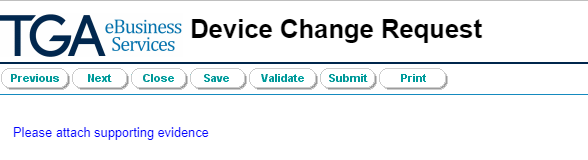 TGA eBusiness Services Device Change Request
Previous Next Close Save Validate Submit Print
Please attach supporting evidence